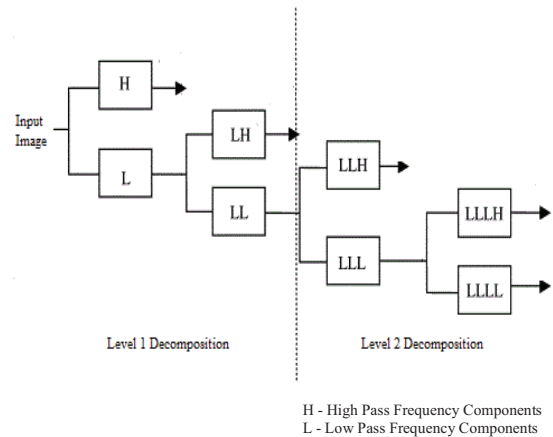 H
Input
Image
L
LH
LL
LLH
LLL
LLLH
LLLL
Level 1 Decomposition
Level 2 Decomposition
H - High Pass Frequency Components
L - Low Pass Frequency Components